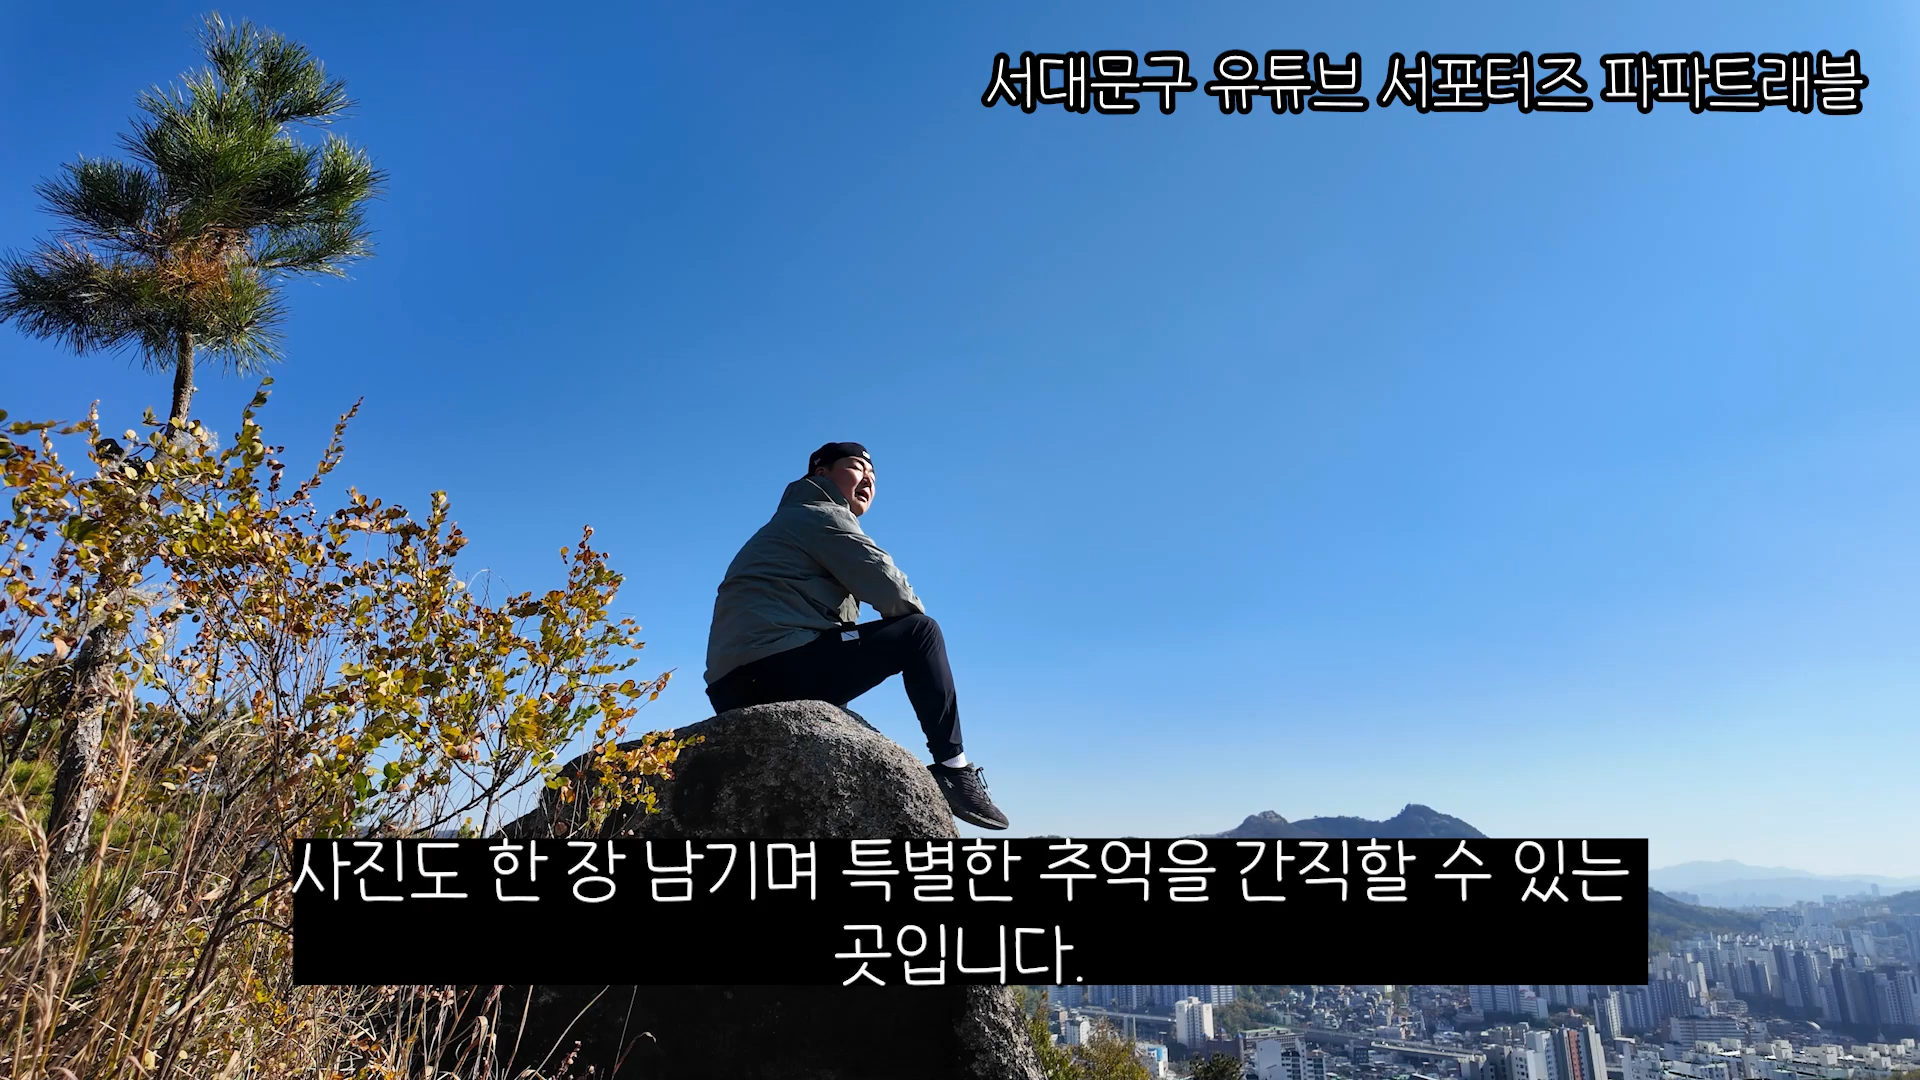 서대문구 유튜브 서포터즈 파파트래블
사진도 한 장 남기며 특별한 추억을 간직할 수 있는
곳입니다.